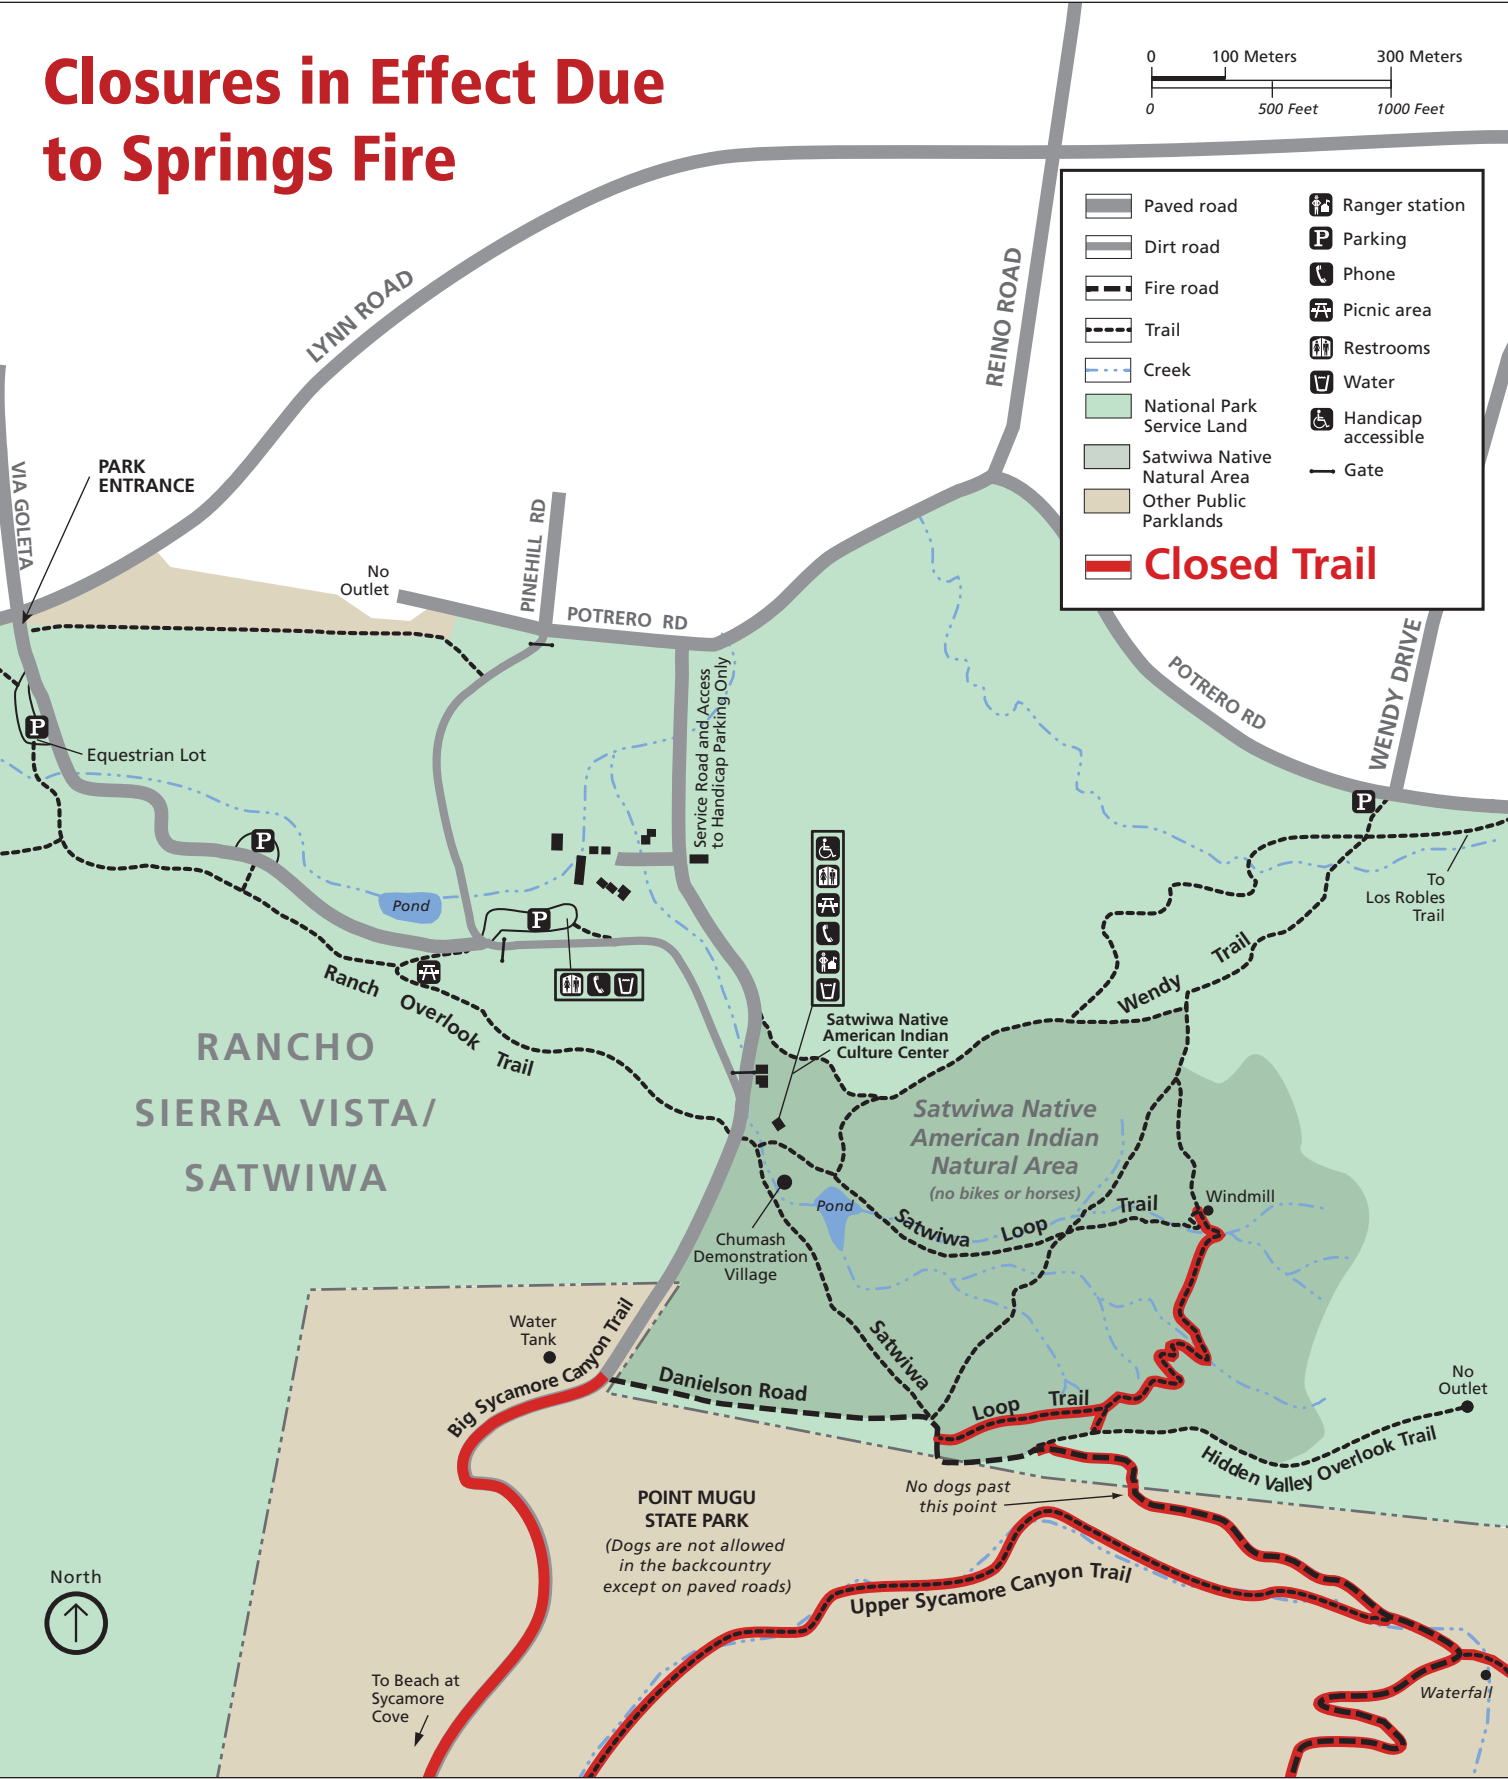 Closures in Effect Due
to Springs Fire
0
100 Meters
300 Meters
0
500 Feet
1000 Feet
Paved road
Dirt road
Fire road
Trail
Creek
National Park
Service Land
Satwiwa Native
Natural Area
Other Public
Parklands
Closed Trail
Ranger station
P
Parking
Phone
Picnic area
Restrooms
Water
Handicap
accessible
Gate
LYNN ROAD
REINO ROAD
VIA GOLETA
PARK
ENTRANCE
No
Outlet
PINEHILL RD
POTRERO RD
POTRERO RD
WENDY DRIVE
Service Road and Access
to Handicap Parking Only
P
Equestrian Lot
P
P
P
Pond
To
Los Robles
Trail
Ranch Overlook Trail
Wendy Trail
RANCHO
SIERRA VISTA/
SATWIWA
Satwiwa Native
American Indian
Culture Center
Satwiwa Native
American Indian
Natural Area
(no bikes or horses)
Pond
Satwiwa Loop Trail
Windmill
Chumash
Demonstration
Village
Water
Tank
Big Sycamore Canyon Trail
Satwiwa
Loop Trail
Danielson Road
No
Outlet
Hidden Valley Overlook Trail
No dogs past
this point
POINT MUGU
STATE PARK
(Dogs are not allowed
in the backcountry
except on paved roads)
Upper Sycamore Canyon Trail
North
To Beach at
Sycamore
Cove
Waterfall